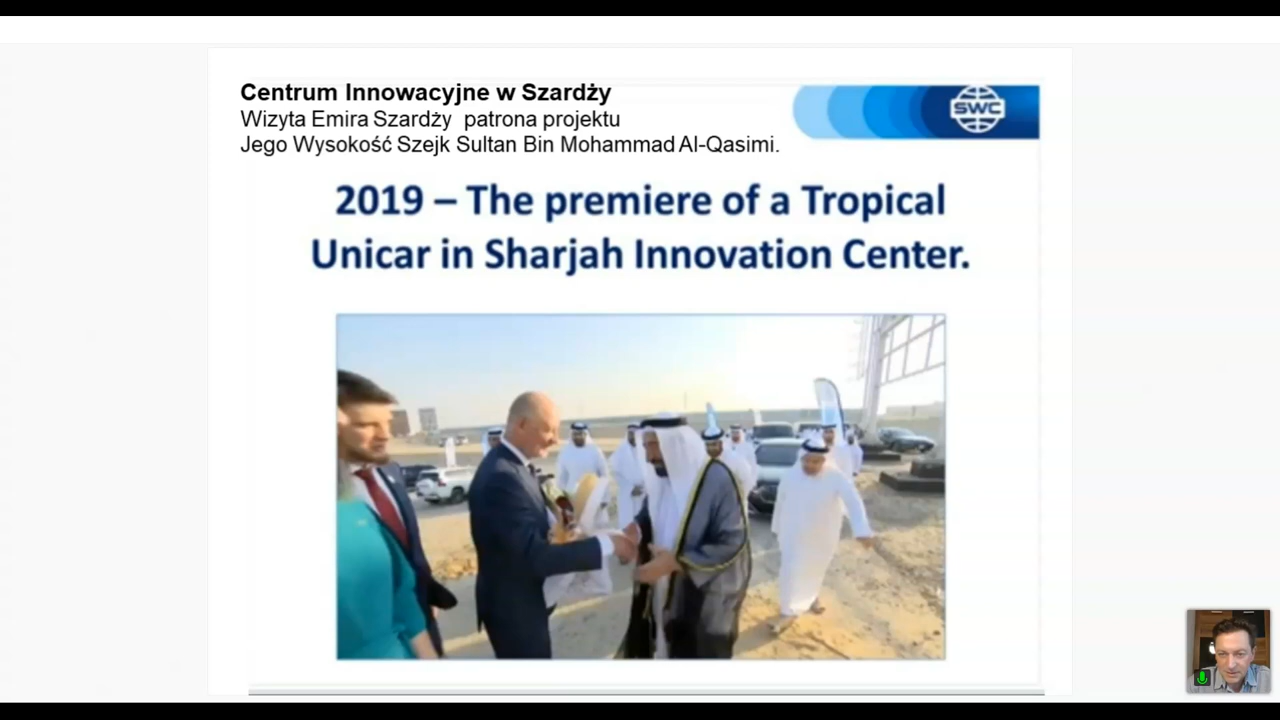 Centrum Innowacyjne w Szardży
Wizyta Emira Szardży patrona projektu
Jego Wysokość Szejk Sultan Bin Mohammad Al-Qasimi.
SWC
2019 – The premiere of a Tropical
Unicar in Sharjah Innovation Center.